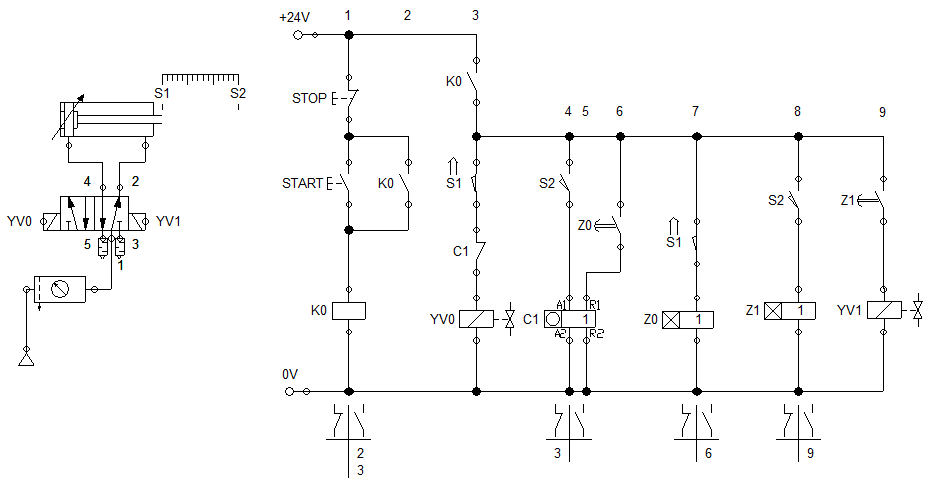 +24V 1 2 3
S1 S2
STOP K0
4 5 6 7 8 9
START K0 S1 S2 Z0 S1 S2 Z1
4 2
YV0 YV1
5 3
1
C1
A1 R1
K0 YV0 C1 1 Z0 1 Z1 1 YV1
A2 R2
0V
2 3 6 9
3